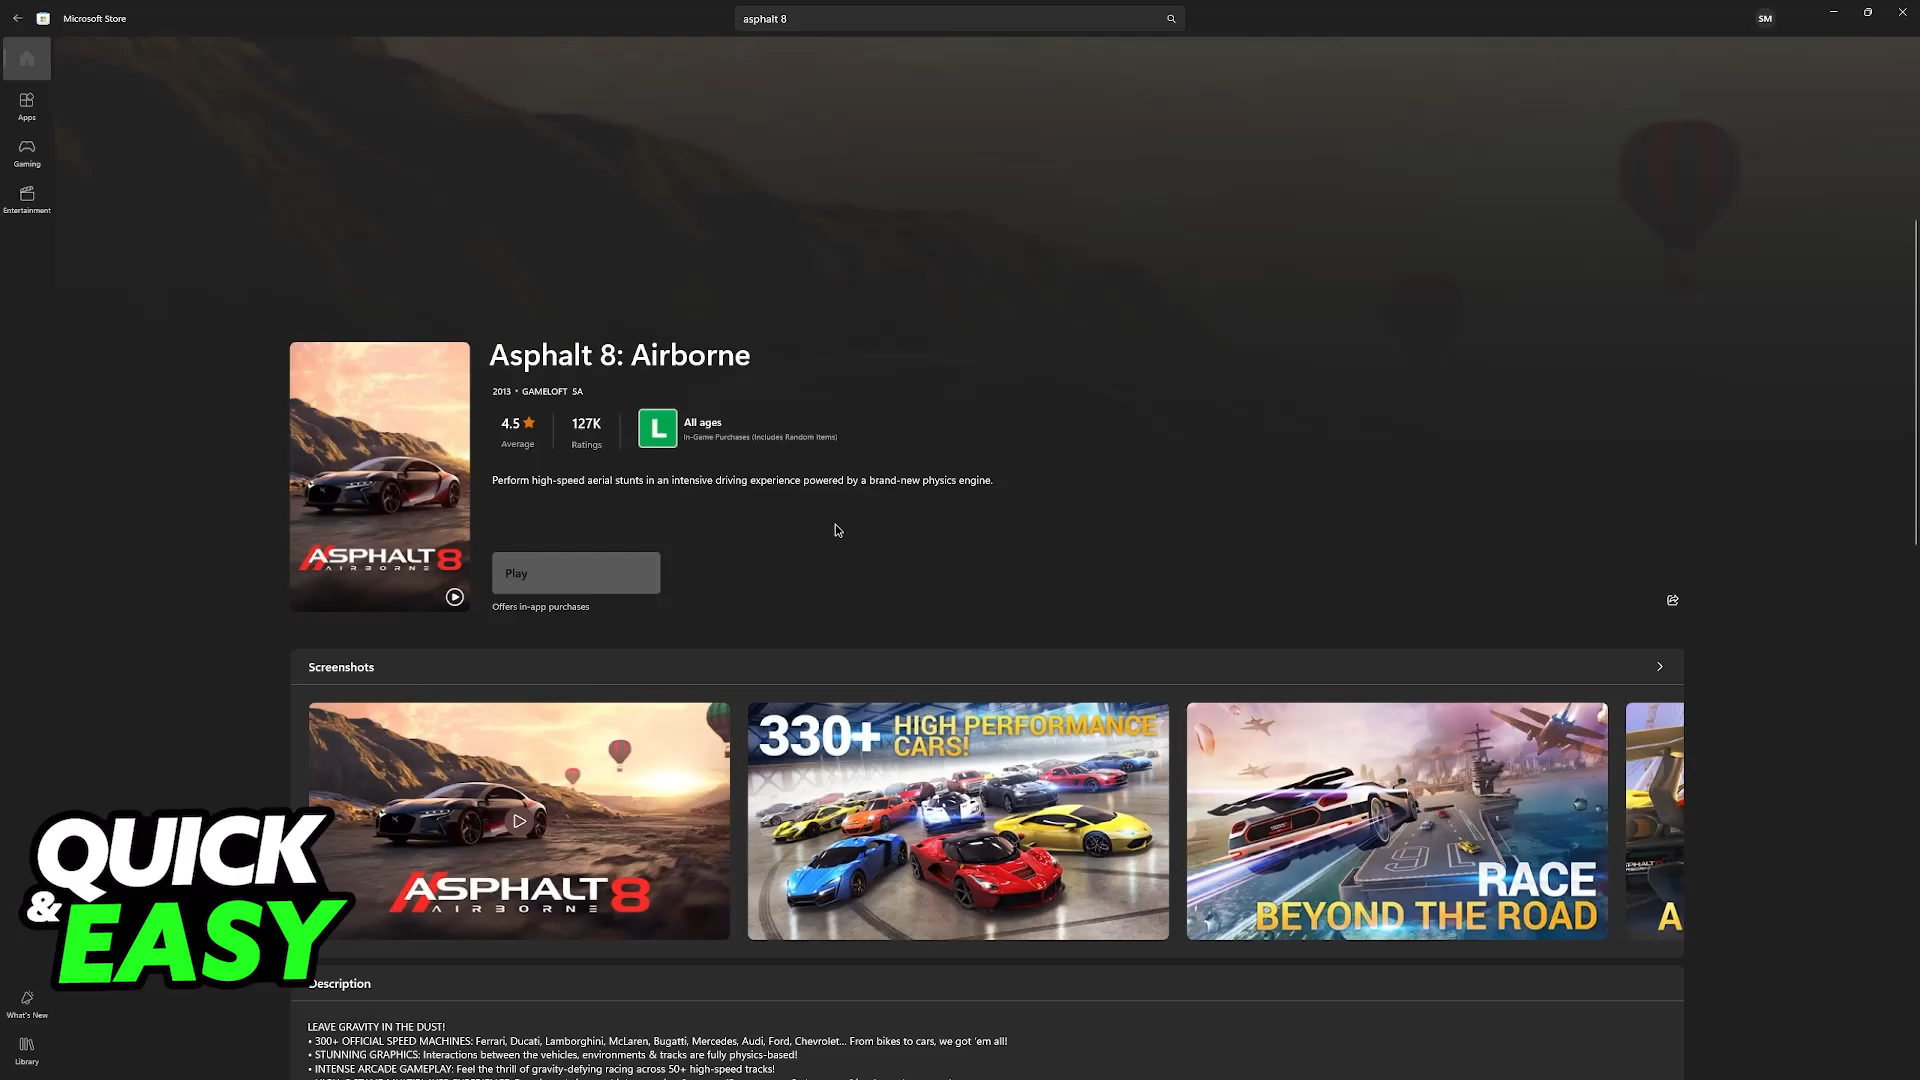 Microsoft Store
asphalt 8
SM
Apps
Gaming
Entertainment
Asphalt 8: Airborne
2013 • GAMELOFT SA
4.5
Average
127K
Ratings
L
All ages
In-Game Purchases (Includes Random Items)
Perform high-speed aerial stunts in an intensive driving experience powered by a brand-new physics engine.
ASPHALT 8
AIRBORNE
Play
Offers in-app purchases
Screenshots
ASPHALT 8
AIRBORNE
330+ HIGH PERFORMANCE
CARS!
RACE
BEYOND THE ROAD
A
QUICK
& EASY
What's New
Library
Description
LEAVE GRAVITY IN THE DUST!
• 300+ OFFICIAL SPEED MACHINES: Ferrari, Ducati, Lamborghini, McLaren, Bugatti, Mercedes, Audi, Ford, Chevrolet... From bikes to cars, we got 'em all!
• STUNNING GRAPHICS: Interactions between the vehicles, environments & tracks are fully physics-based!
• INTENSE ARCADE GAMEPLAY: Feel the thrill of gravity-defying racing across 50+ high-speed tracks!